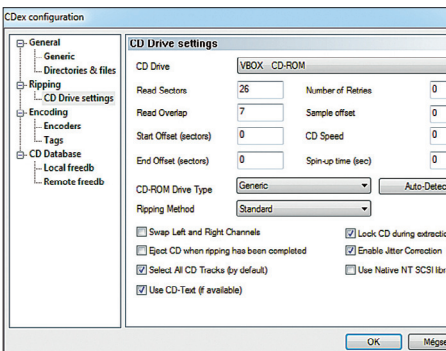 CDex configuration
General
Generic
Directories & files
Ripping
CD Drive settings
Encoding
Encoders
Tags
CD Database
Local freedb
Remote freedb
CD Drive settings
CD Drive VBOX CD-ROM
Read Sectors 26 Number of Retries 0
Read Overlap 7 Sample offset 0
Start Offset (sectors) 0 CD Speed 0
End Offset (sectors) 0 Spin-up time (sec) 0
CD-ROM Drive Type Generic Auto-Detec
Ripping Method Standard
Swap Left and Right Channels Lock CD during extractio
Eject CD when ripping has been completed Enable Jitter Correction
Select All CD Tracks (by default) Use Native NT SCSI libr
Use CD-Text (if available)
OK Mégse